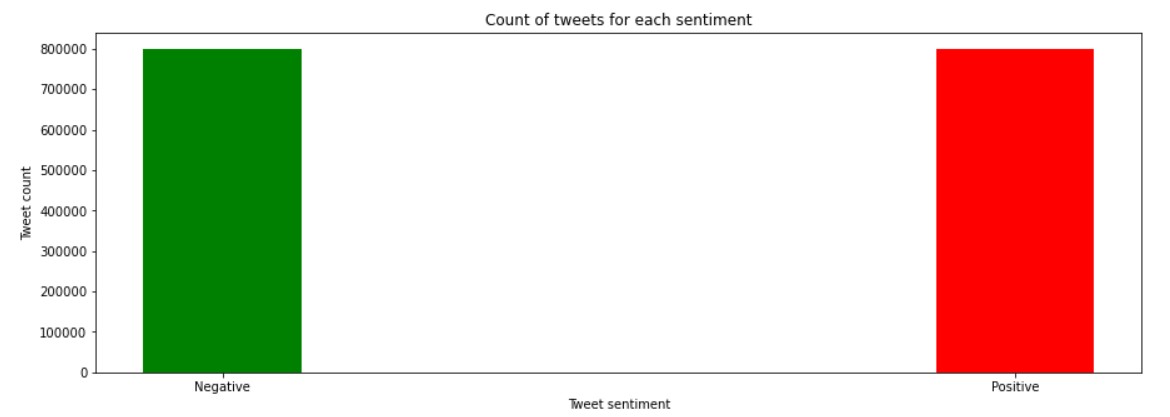 Count of tweets for each sentiment
800000
700000
600000
500000
400000
300000
200000
100000
0
Tweet count
Negative
Positive
Tweet sentiment